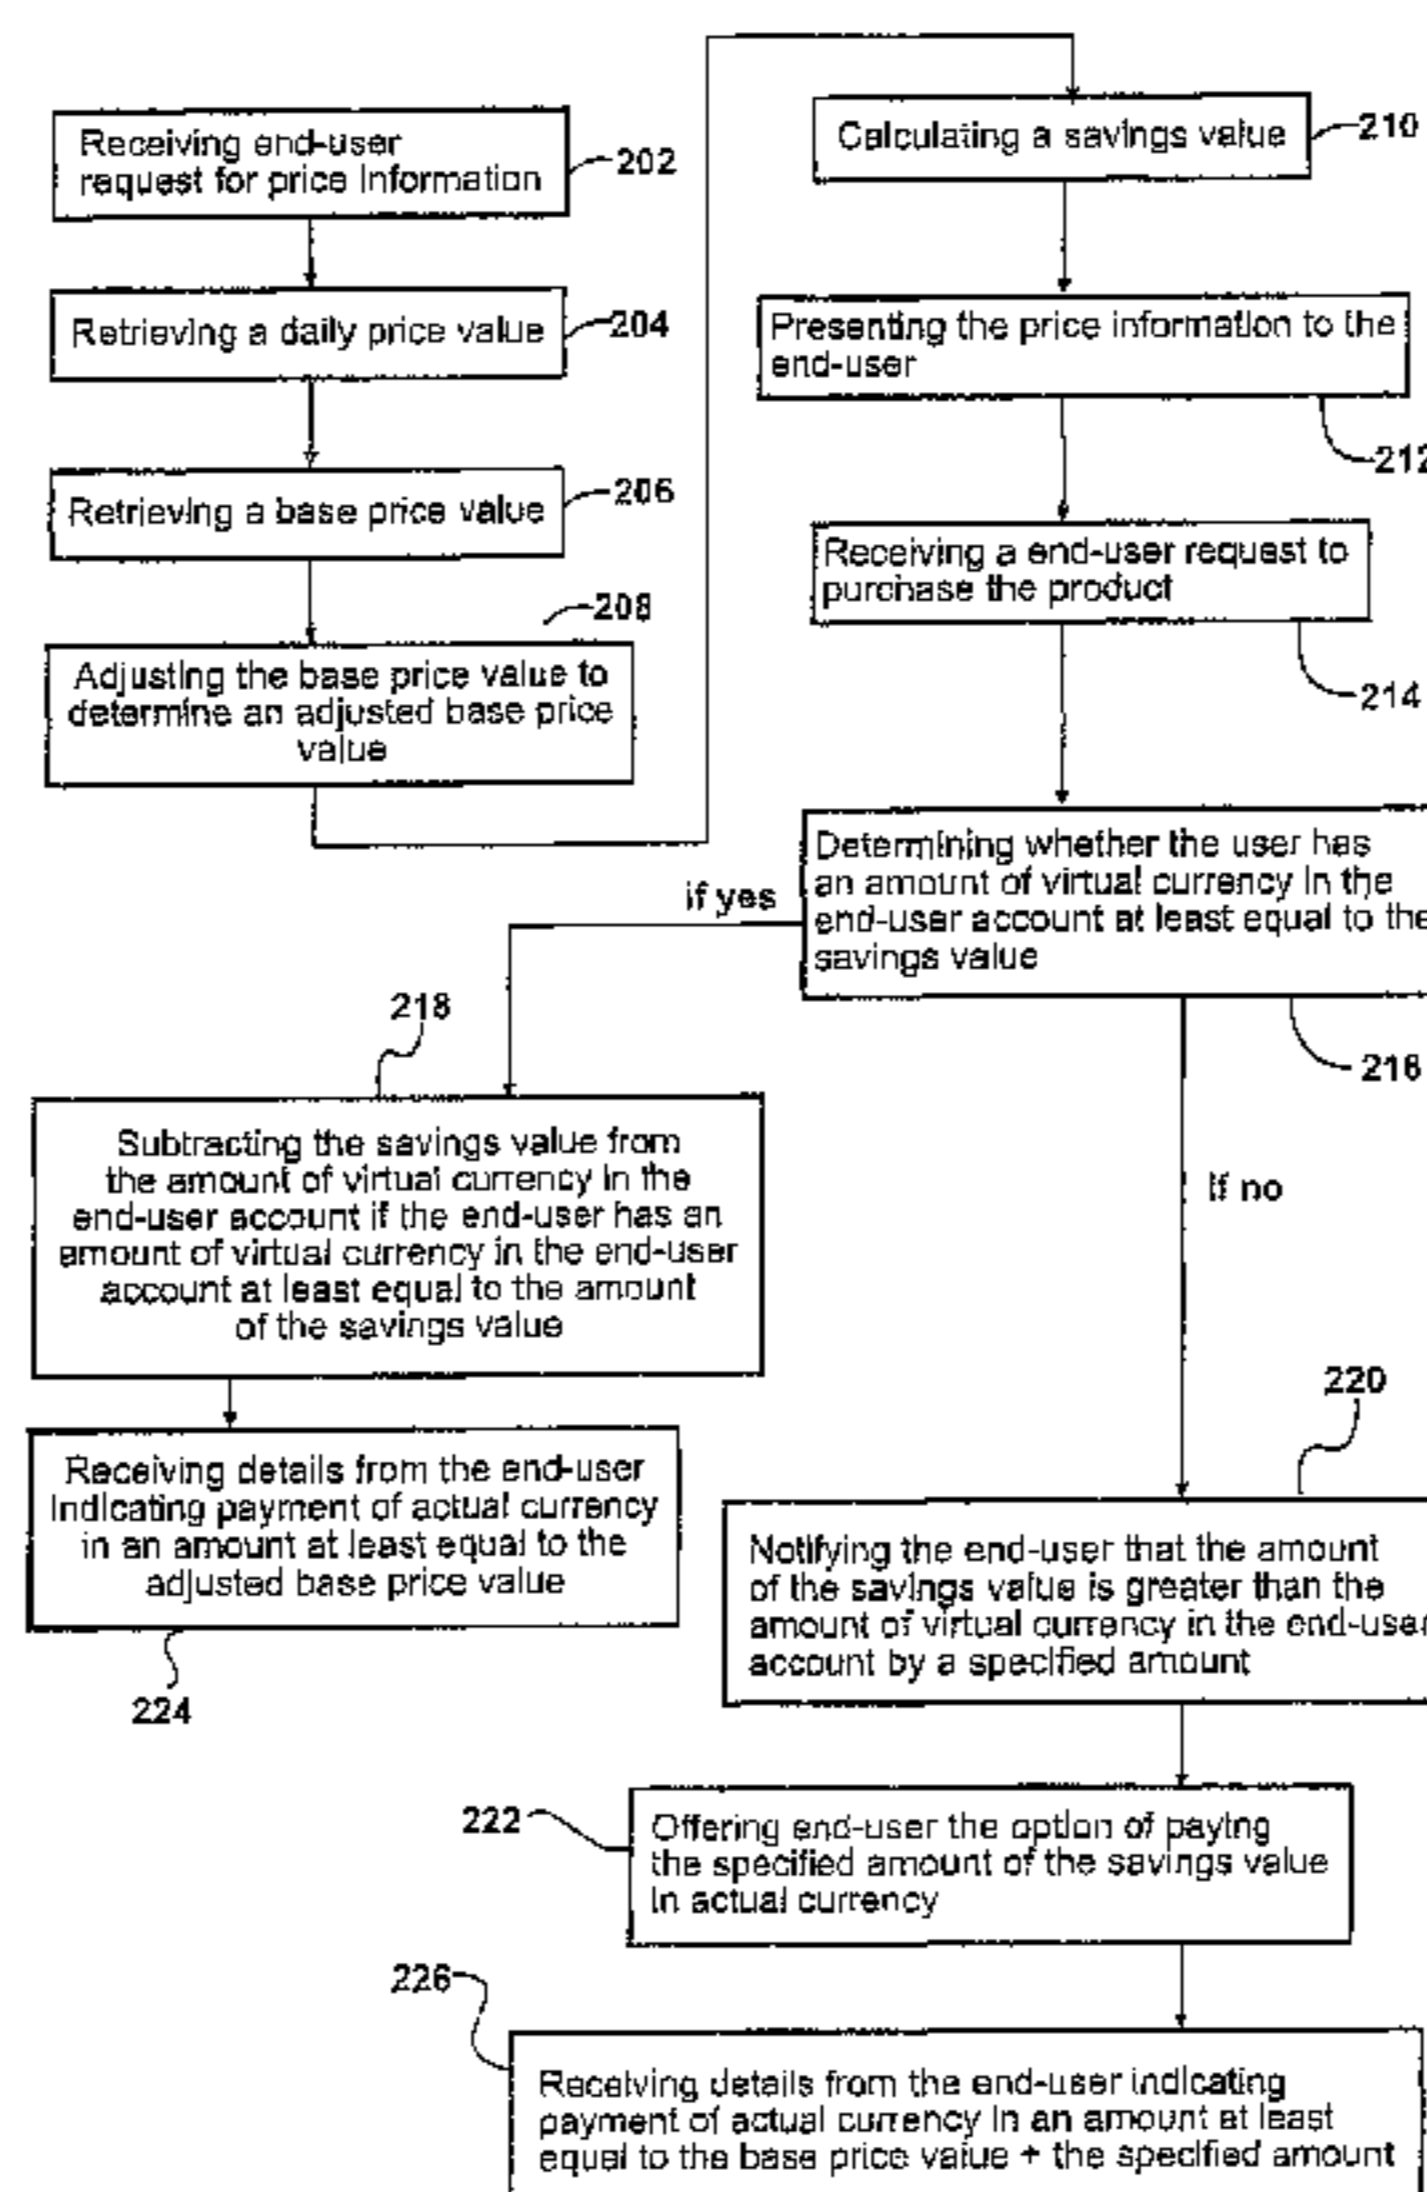 Receiving end-user
request for price Information
202
Retrieving a daily price value
204
Retrieving a base price value
206
208
Adjusting the base price value to
determine an adjusted base price
value
Calculating a savings value
210
Presenting the price information to the
end-user
212
Receiving a end-user request to
purchase the product
214
Determining whether the user has
an amount of virtual currency in the
end-user account at least equal to the
savings value
216
if yes
218
Subtracting the savings value from
the amount of virtual currency in the
end-user account if the end-user has an
amount of virtual currency in the end-user
account at least equal to the amount
of the savings value
If no
Receiving details from the end-user
indicating payment of actual currency
in an amount at least equal to the
adjusted base price value
224
220
Notifying the end-user that the amount
of the savings value is greater than the
amount of virtual currency in the end-user
account by a specified amount
222
Offering end-user the option of paying
the specified amount of the savings value
in actual currency
226
Receiving details from the end-user indicating
payment of actual currency in an amount at least
equal to the base price value + the specified amount